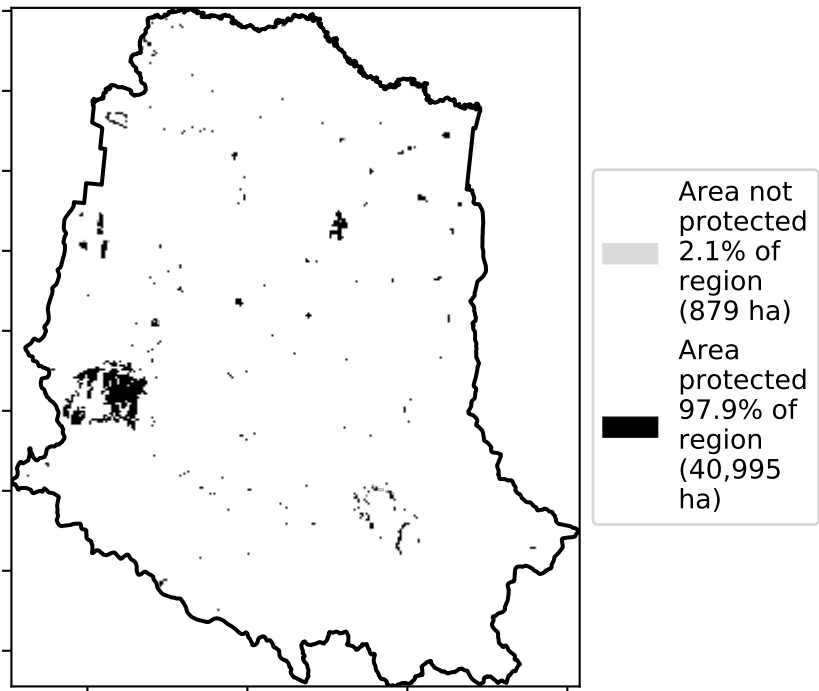 Area not
protected
2.1% of
region
(879 ha)
Area
protected
97.9% of
region
(40,995
ha)